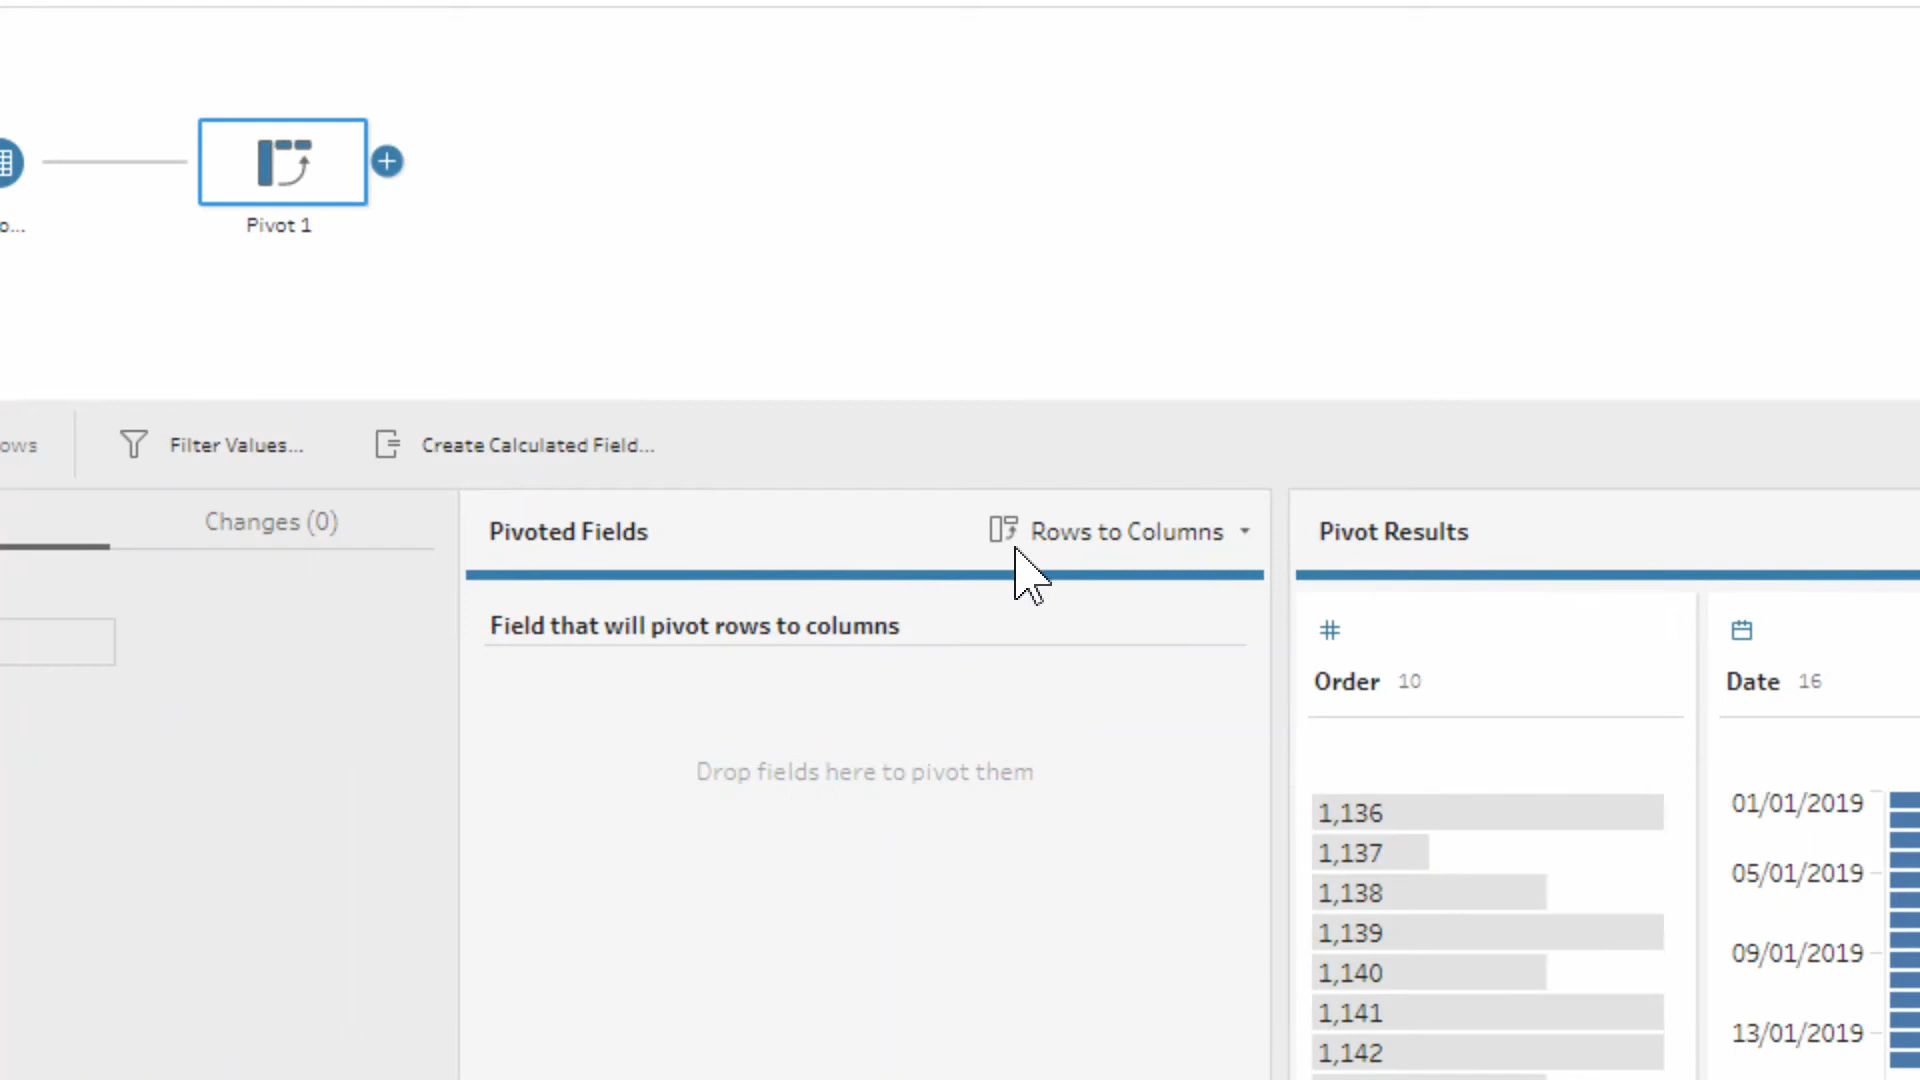 o...
Pivot 1
ows
Filter Values...
Create Calculated Field...
Changes (0)
Pivoted Fields
Rows to Columns
Pivot Results
Field that will pivot rows to columns
Order 10
Date 16
Drop fields here to pivot them
1,136
1,137
1,138
1,139
1,140
1,141
1,142
01/01/2019
05/01/2019
09/01/2019
13/01/2019